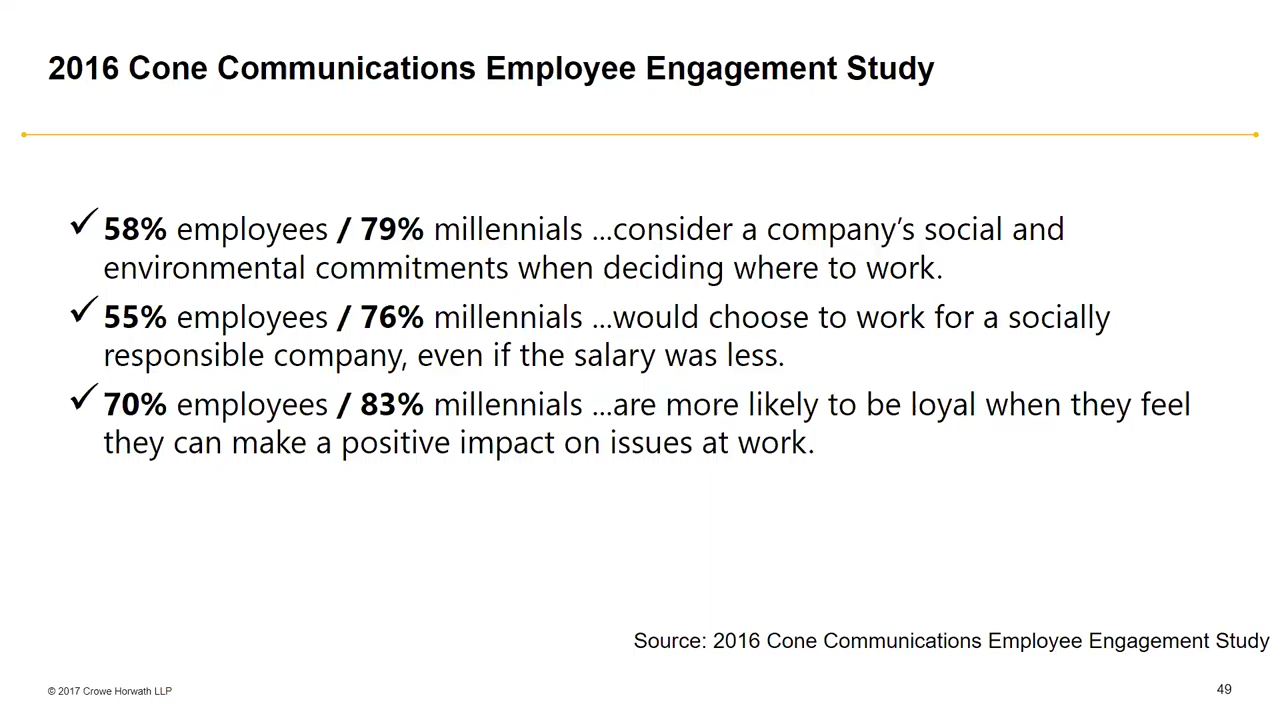 2016 Cone Communications Employee Engagement Study
✓ 58% employees / 79% millennials ...consider a company’s social and
environmental commitments when deciding where to work.
✓ 55% employees / 76% millennials ...would choose to work for a socially
responsible company, even if the salary was less.
✓ 70% employees / 83% millennials ...are more likely to be loyal when they feel
they can make a positive impact on issues at work.
Source: 2016 Cone Communications Employee Engagement Study
© 2017 Crowe Horwath LLP
49